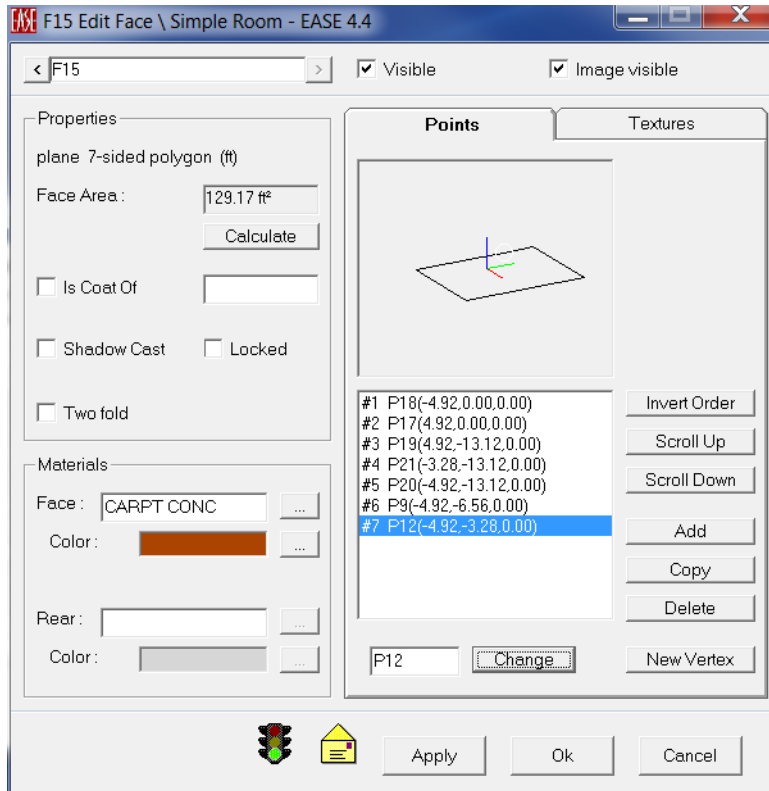 EASE F15 Edit Face \ Simple Room - EASE 4.4
< F15 > Visible Image visible
Properties
plane 7-sided polygon (ft)
Face Area : 129.17 ft²
Calculate
Is Coat Of
Shadow Cast Locked
Two fold
Materials
Face : CARPT CONC ...
Color : ...
Rear : ...
Color : ...
Points Textures
#1 P18(-4.92,0.00,0.00)
#2 P17(4.92,0.00,0.00)
#3 P19(4.92,-13.12,0.00)
#4 P21(-3.28,-13.12,0.00)
#5 P20(-4.92,-13.12,0.00)
#6 P9(-4.92,-6.56,0.00)
#7 P12(-4.92,-3.28,0.00)
Invert Order
Scroll Up
Scroll Down
Add
Copy
Delete
P12 Change New Vertex
Apply Ok Cancel